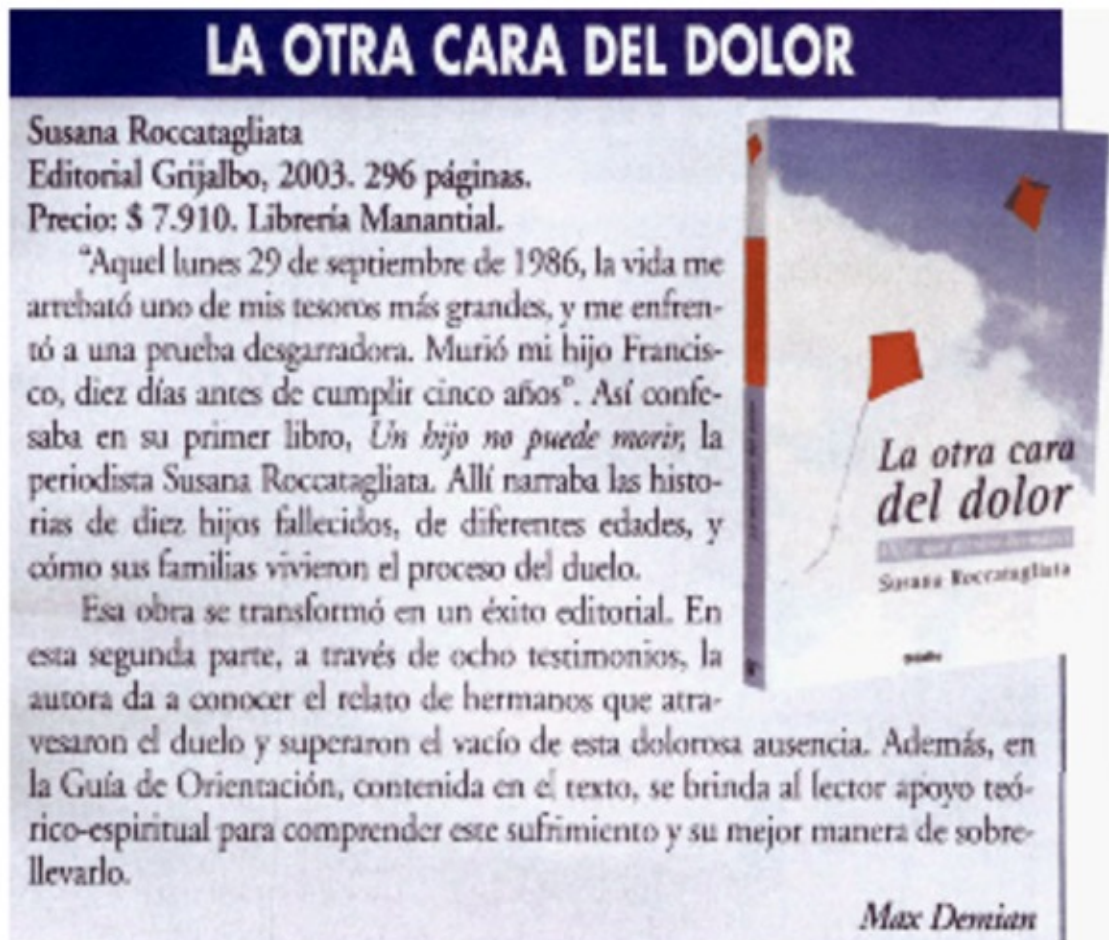 LA OTRA CARA DEL DOLOR
Susana Roccatagliata
Editorial Grijalbo, 2003. 296 páginas.
Precio: $ 7.910. Librería Manantial.
"Aquel lunes 29 de septiembre de 1986, la vida me
arrebató uno de mis tesoros más grandes, y me enfren-
tó a una prueba desgarradora. Murió mi hijo Francis-
co, diez días antes de cumplir cinco años". Así confe-
saba en su primer libro, Un hijo no puede morir, la
periodista Susana Roccatagliata. Allí narraba las histo-
rias de diez hijos fallecidos, de diferentes edades, y
cómo sus familias vivieron el proceso del duelo.
Esa obra se transformó en un éxito editorial. En
esta segunda parte, a través de ocho testimonios, la
autora da a conocer el relato de hermanos que atra-
vesaron el duelo y superaron el vacío de esta dolorosa ausencia. Además, en
la Guía de Orientación, contenida en el texto, se brinda al lector apoyo teó-
rico-espiritual para comprender este sufrimiento y su mejor manera de sobre-
llevarlo.
Max Demian
La otra cara
del dolor
Susana Roccatagliata